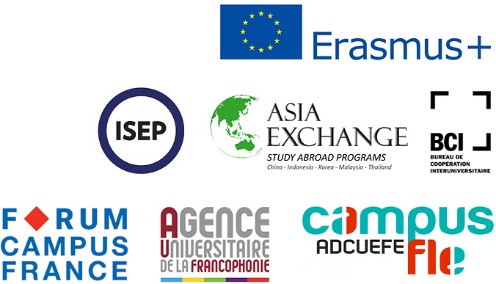 Erasmus+
ISEP
ASIA
EXCHANGE
STUDY ABROAD PROGRAMS
China - Indonesia - Korea - Malaysia - Thailand
BCI
BUREAU DE
COOPÉRATION
INTERUNIVERSITAIRE
FORUM
CAMPUS
FRANCE
AGENCE
UNIVERSITAIRE
DE LA FRANCOPHONIE
campus
ADCUEFE fle